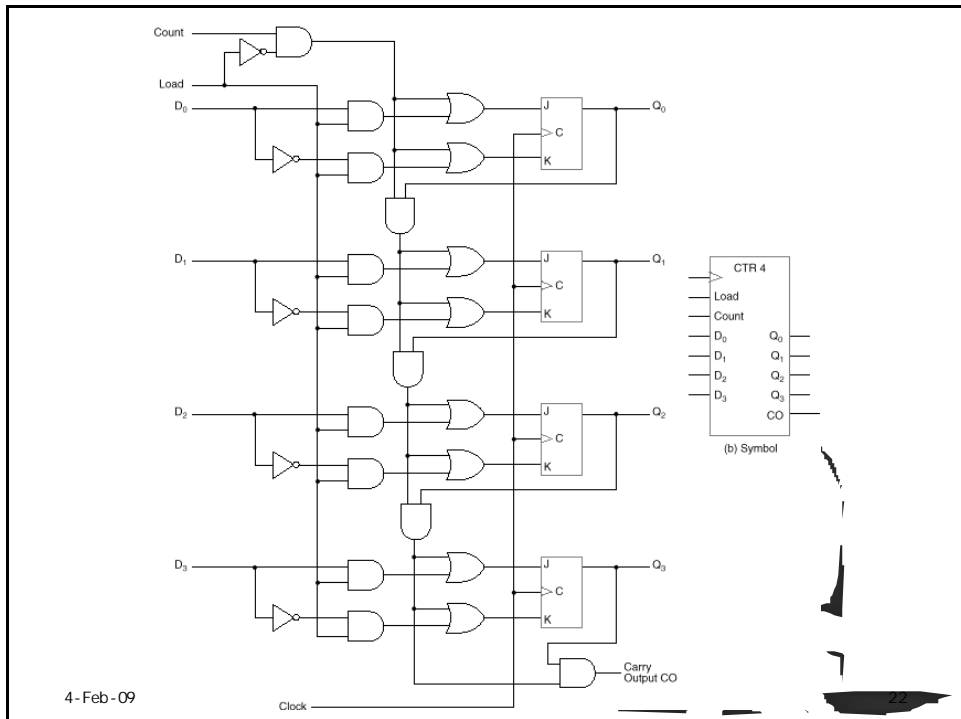 Count
Load
D₀
J
Q₀
C
K
D₁
J
Q₁
C
K
D₂
J
Q₂
C
K
D₃
J
Q₃
C
K
Carry
Output CO
Clock
CTR 4
Load
Count
D₀ Q₀
D₁ Q₁
D₂ Q₂
D₃ Q₃
CO
(b) Symbol
4-Feb-09
22